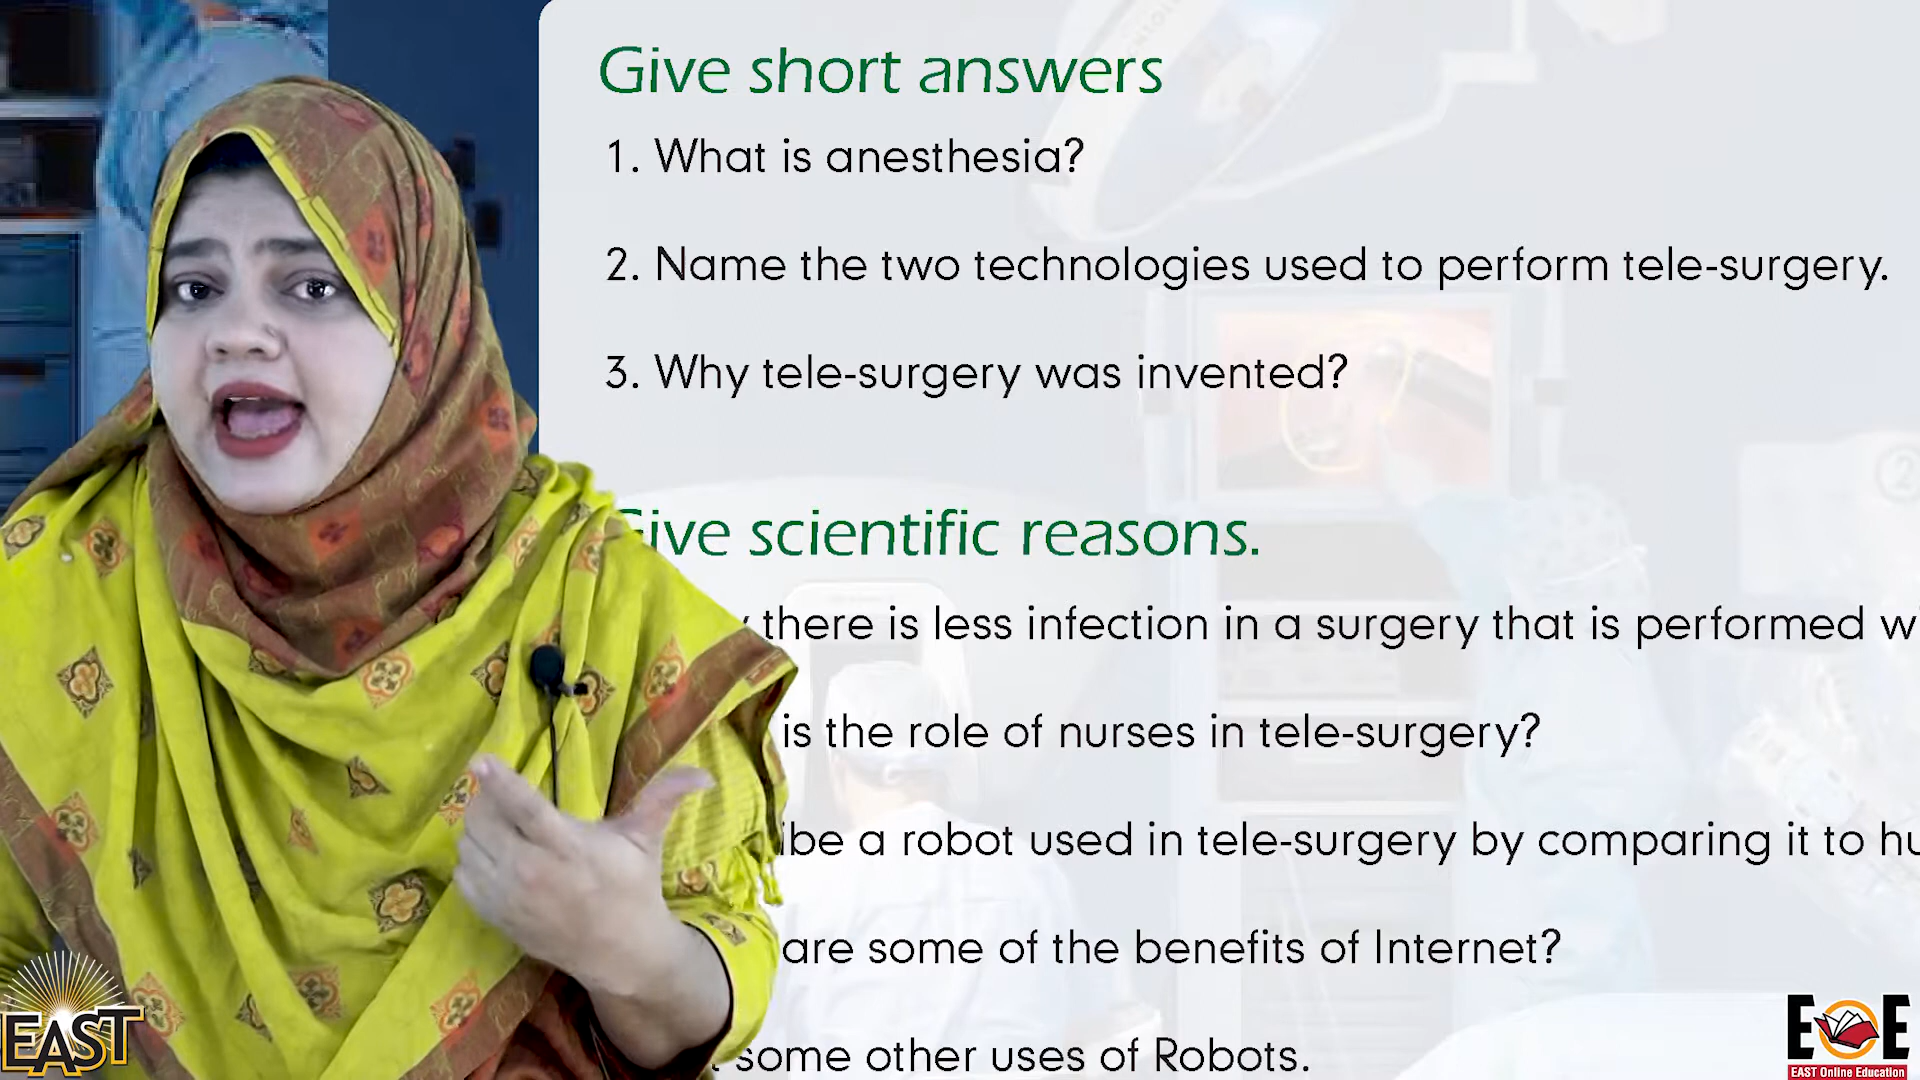 Give short answers
1. What is anesthesia?
2. Name the two technologies used to perform tele-surgery.
3. Why tele-surgery was invented?
Give scientific reasons.
there is less infection in a surgery that is performed
is the role of nurses in tele-surgery?
a robot used in tele-surgery by comparing it to
are some of the benefits of Internet?
some other uses of Robots.
2
EAST
EOE
EAST Online Education